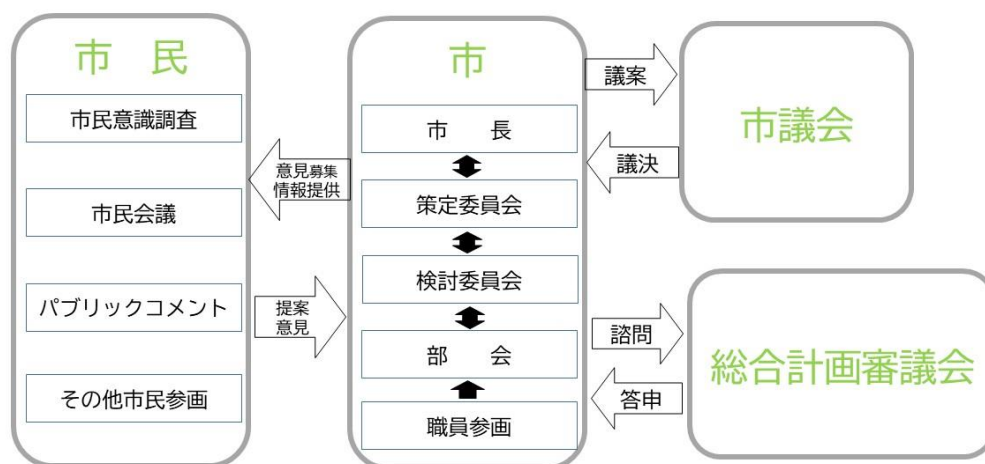 市　民
市民意識調査
市民会議
パブリックコメント
その他市民参画
意見募集
情報提供
提案
意見
市
市　　長
策定委員会
検討委員会
部　　会
職員参画
議案
議決
市議会
諮問
答申
総合計画審議会